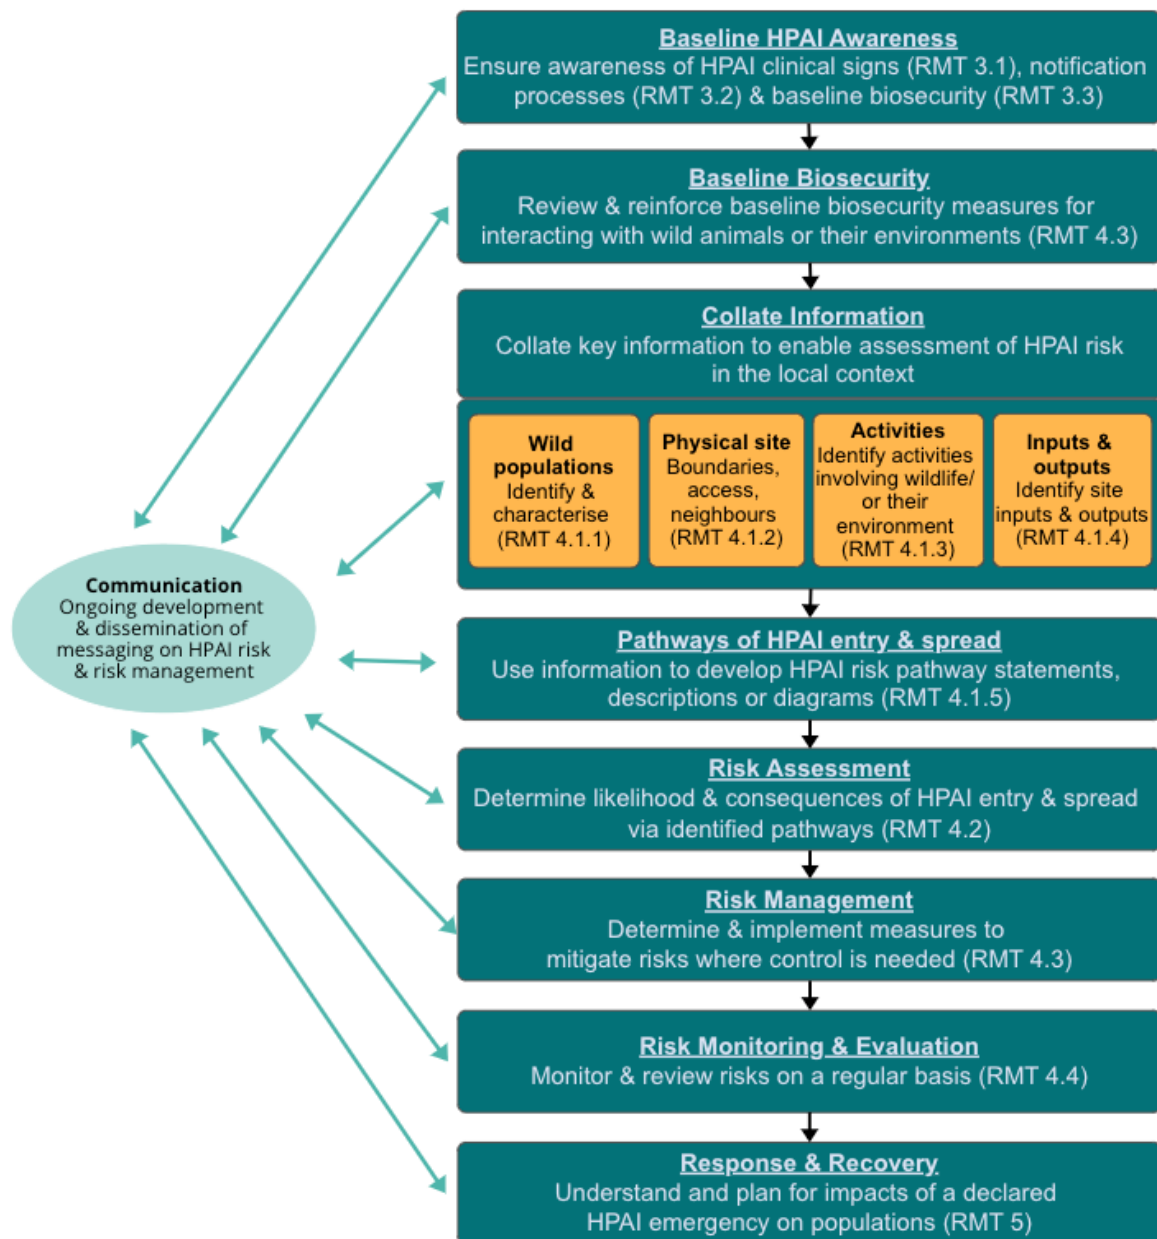 Baseline HPAI Awareness
Ensure awareness of HPAI clinical signs (RMT 3.1), notification
processes (RMT 3.2) & baseline biosecurity (RMT 3.3)
Baseline Biosecurity
Review & reinforce baseline biosecurity measures for
interacting with wild animals or their environments (RMT 4.3)
Collate Information
Collate key information to enable assessment of HPAI risk
in the local context
Wild
populations
Identify &
characterise
(RMT 4.1.1)
Physical site
Boundaries,
access,
neighbours
(RMT 4.1.2)
Activities
Identify activities
involving wildlife/
or their
environment
(RMT 4.1.3)
Inputs &
outputs
Identify site
inputs & outputs
(RMT 4.1.4)
Communication
Ongoing development
& dissemination of
messaging on HPAI risk
& risk management
Pathways of HPAI entry & spread
Use information to develop HPAI risk pathway statements,
descriptions or diagrams (RMT 4.1.5)
Risk Assessment
Determine likelihood & consequences of HPAI entry & spread
via identified pathways (RMT 4.2)
Risk Management
Determine & implement measures to
mitigate risks where control is needed (RMT 4.3)
Risk Monitoring & Evaluation
Monitor & review risks on a regular basis (RMT 4.4)
Response & Recovery
Understand and plan for impacts of a declared
HPAI emergency on populations (RMT 5)